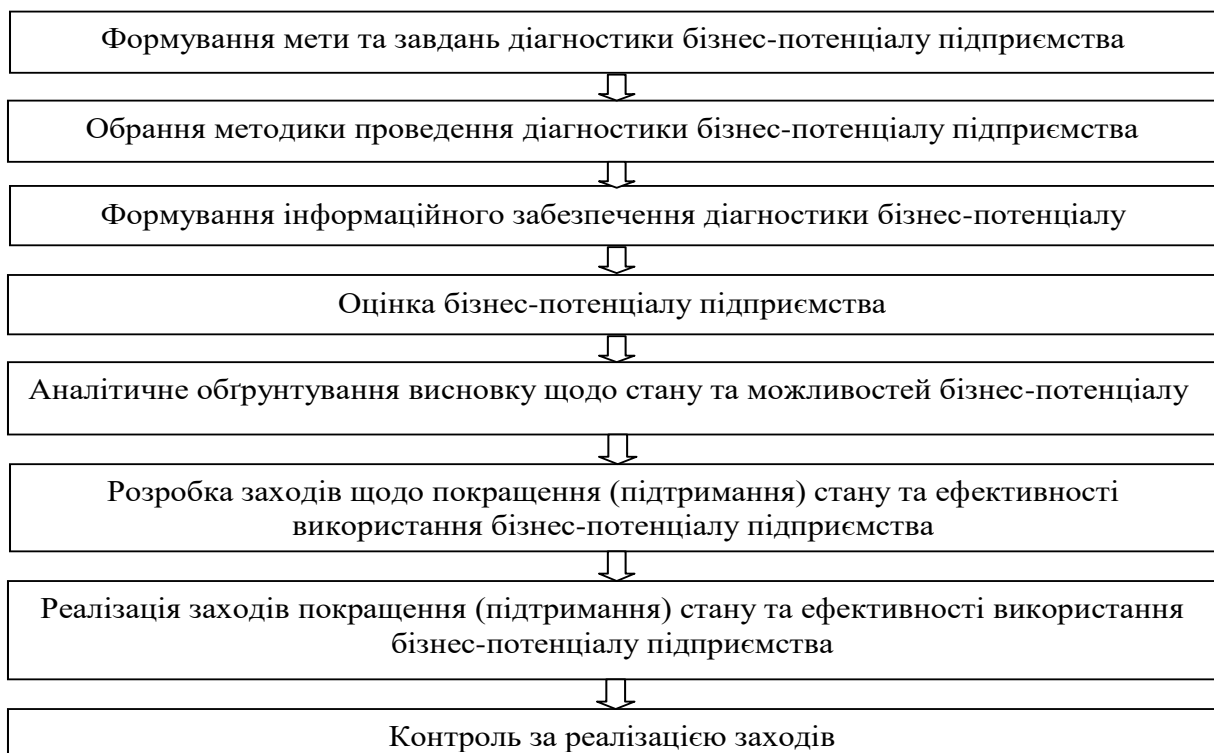 Формування мети та завдань діагностики бізнес-потенціалу підприємства
Обрання методики проведення діагностики бізнес-потенціалу підприємства
Формування інформаційного забезпечення діагностики бізнес-потенціалу
Оцінка бізнес-потенціалу підприємства
Аналітичне обґрунтування висновку щодо стану та можливостей бізнес-потенціалу
Розробка заходів щодо покращення (підтримання) стану та ефективності
використання бізнес-потенціалу підприємства
Реалізація заходів покращення (підтримання) стану та ефективності використання
бізнес-потенціалу підприємства
Контроль за реалізацією заходів